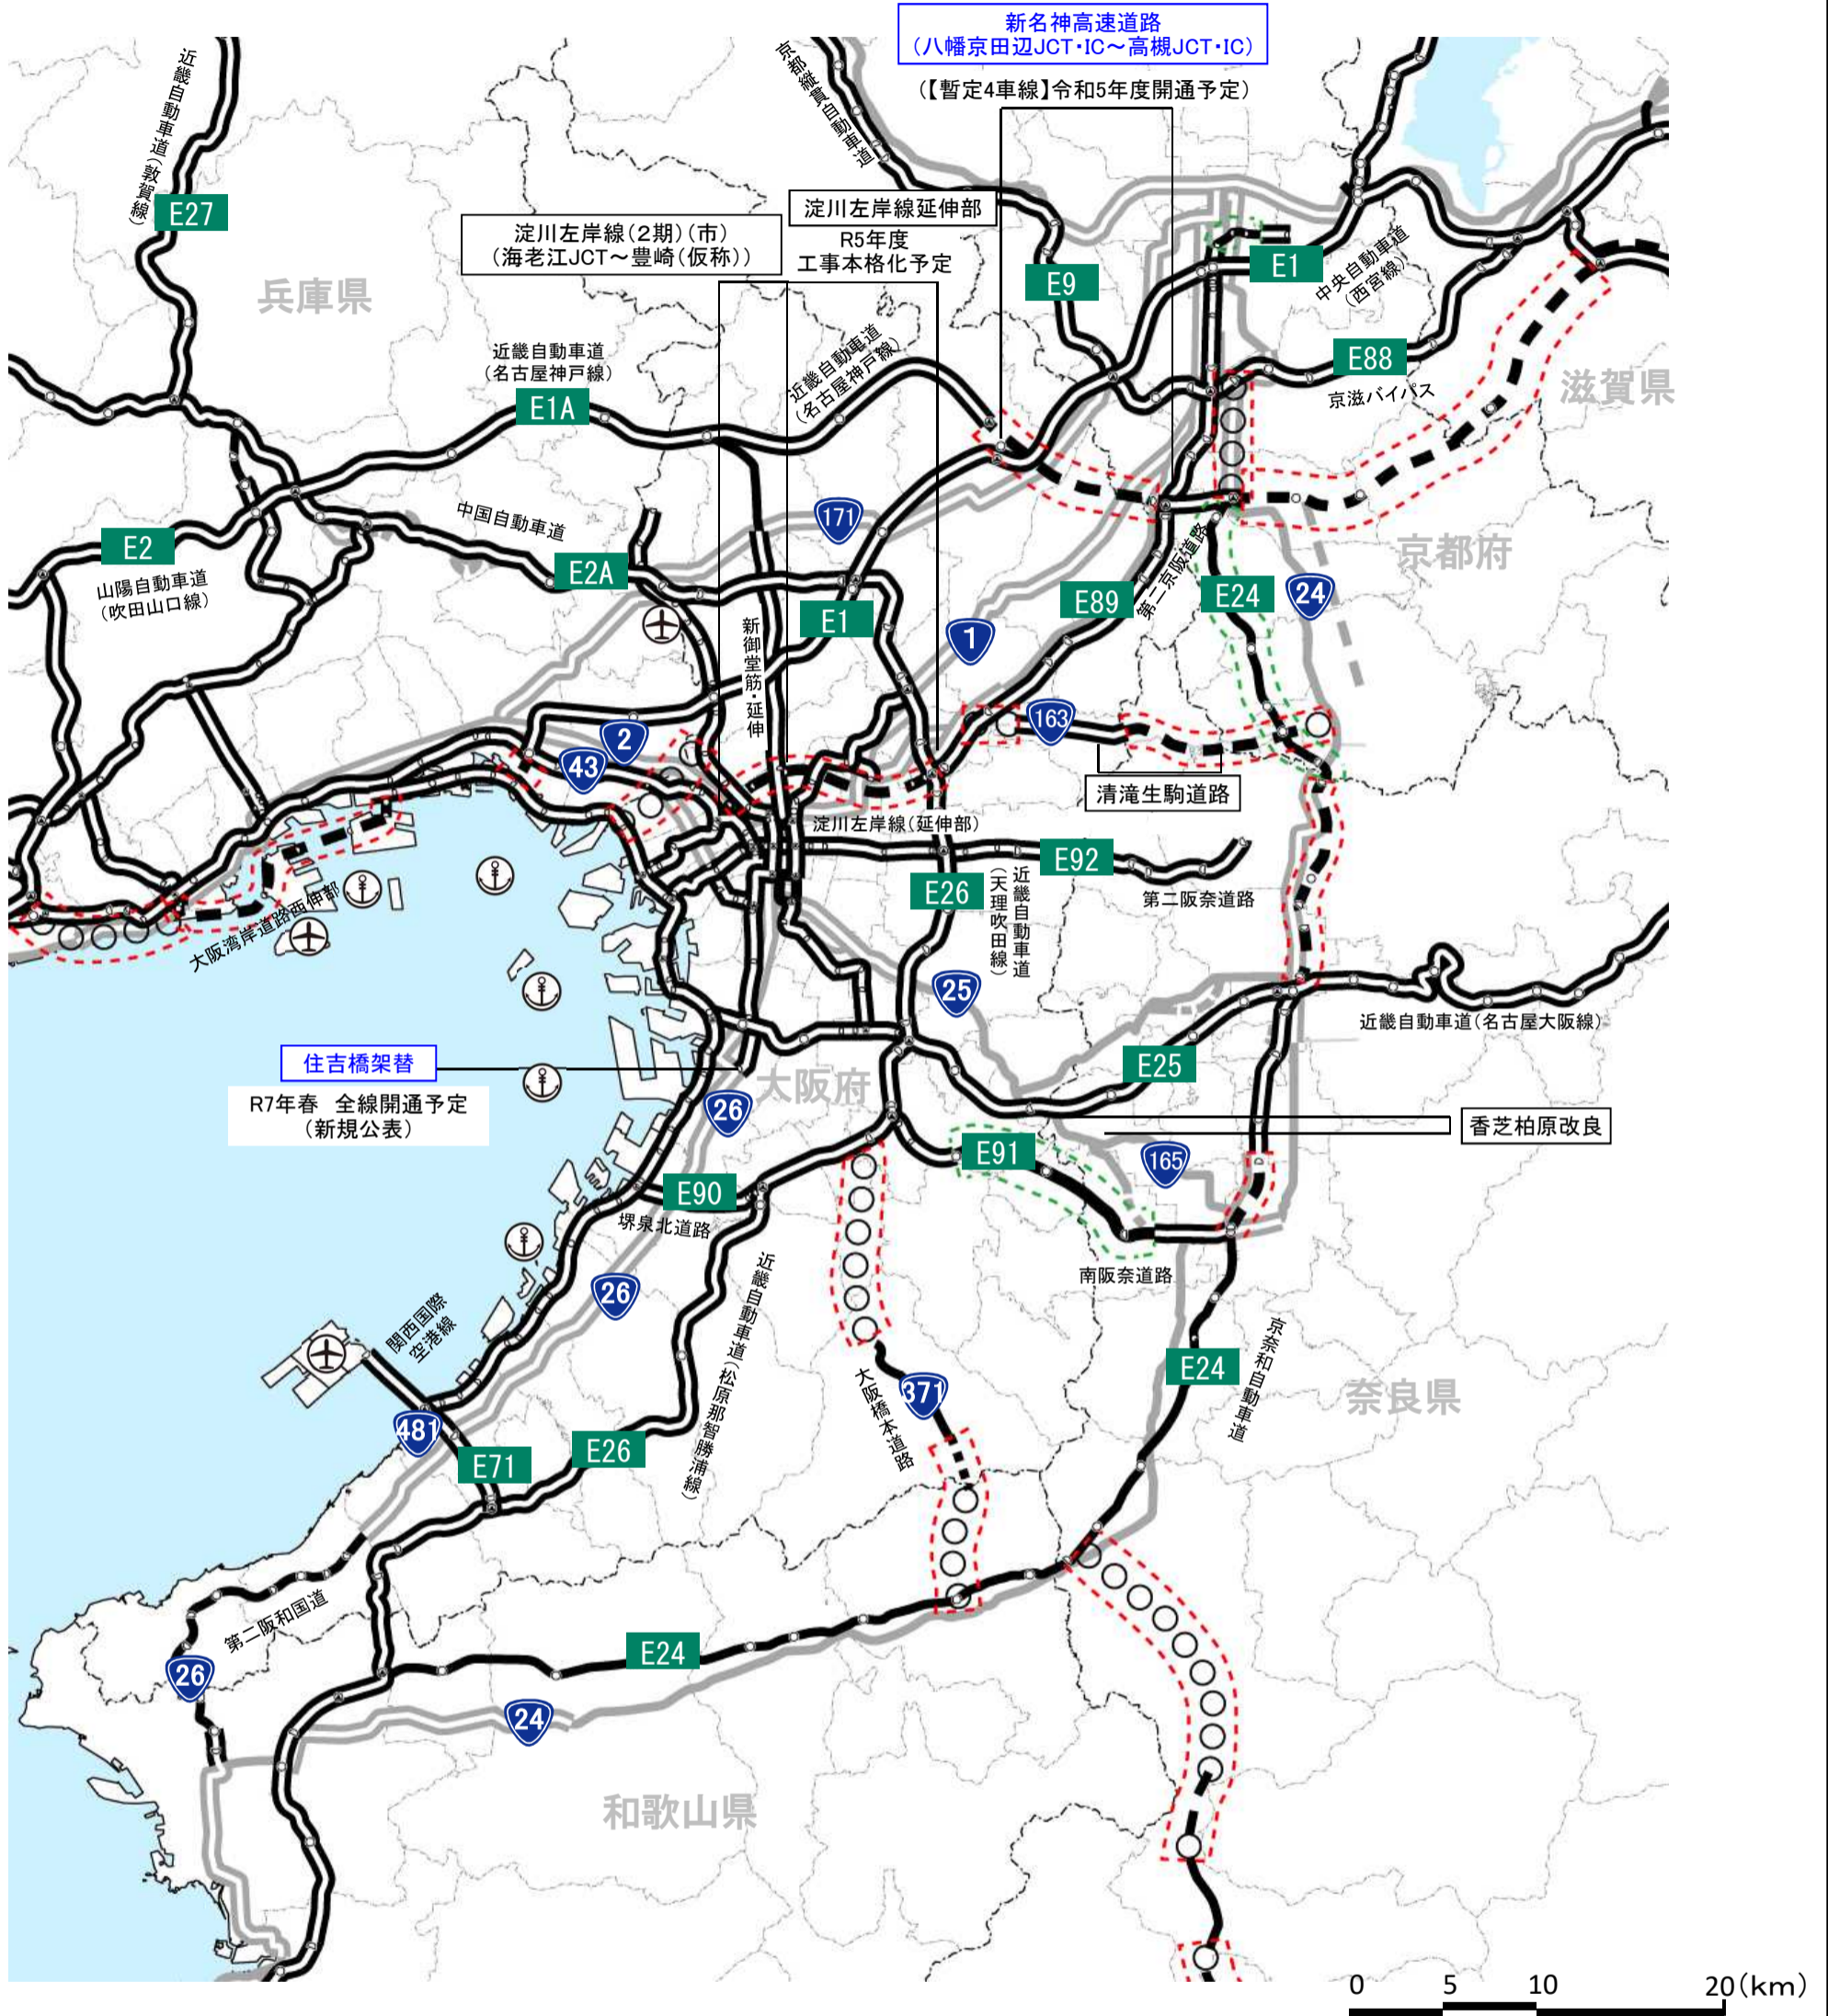 新名神高速道路
(八幡京田辺JCT・IC～高槻JCT・IC)
(【暫定4車線】令和5年度開通予定)
近畿自動車道(敦賀線)
京都縦貫自動車道
E27
淀川左岸線延伸部
R5年度
工事本格化予定
淀川左岸線(2期)(市)
(海老江JCT～豊崎(仮称))
E9
E1
中央自動車道
(西宮線)
兵庫県
近畿自動車道
(名古屋神戸線)
近畿自動車道
(名古屋神戸線)
E1A
E88
京滋バイパス
滋賀県
中国自動車道
171
E2
山陽自動車道
(吹田山口線)
E2A
京都府
E1
E89
第二京阪道路
E24
24
1
新御堂筋・延伸
163
2
43
清滝生駒道路
淀川左岸線(延伸部)
E92
E26
近畿自動車道
(天理吹田線)
第二阪奈道路
大阪湾岸道路西伸部
25
近畿自動車道(名古屋大阪線)
住吉橋架替
R7年春 全線開通予定
(新規公表)
大阪府
E25
26
香芝柏原改良
E91
165
E90
堺泉北道路
南阪奈道路
26
近畿自動車道(松原那智勝浦線)
関西国際
空港線
大阪橋本道路
371
E24
京奈和自動車道
奈良県
481
E71
E26
第二阪和国道
26
E24
24
和歌山県
0 5 10 20(km)